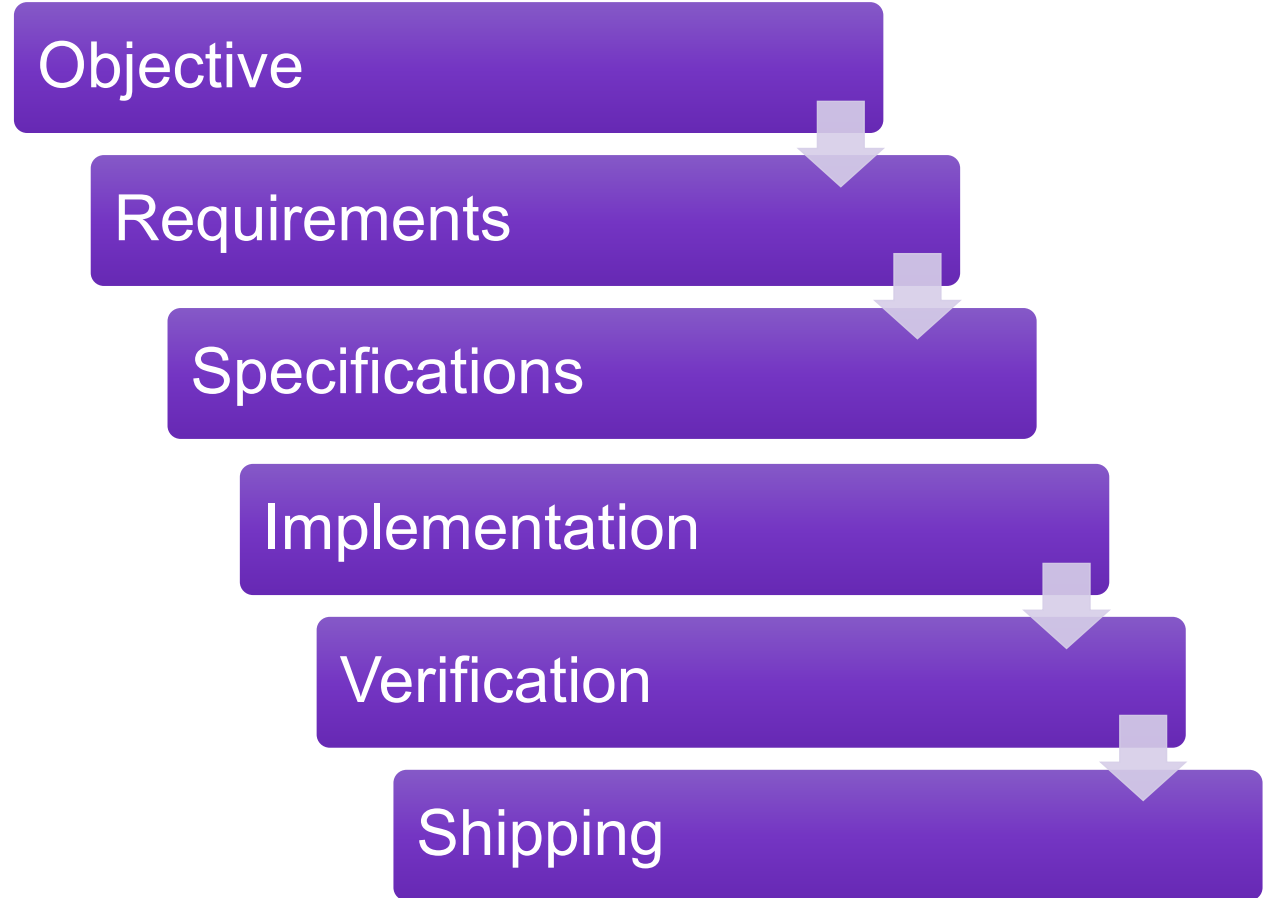 Objective
Requirements
Specifications
Implementation
Verification
Shipping